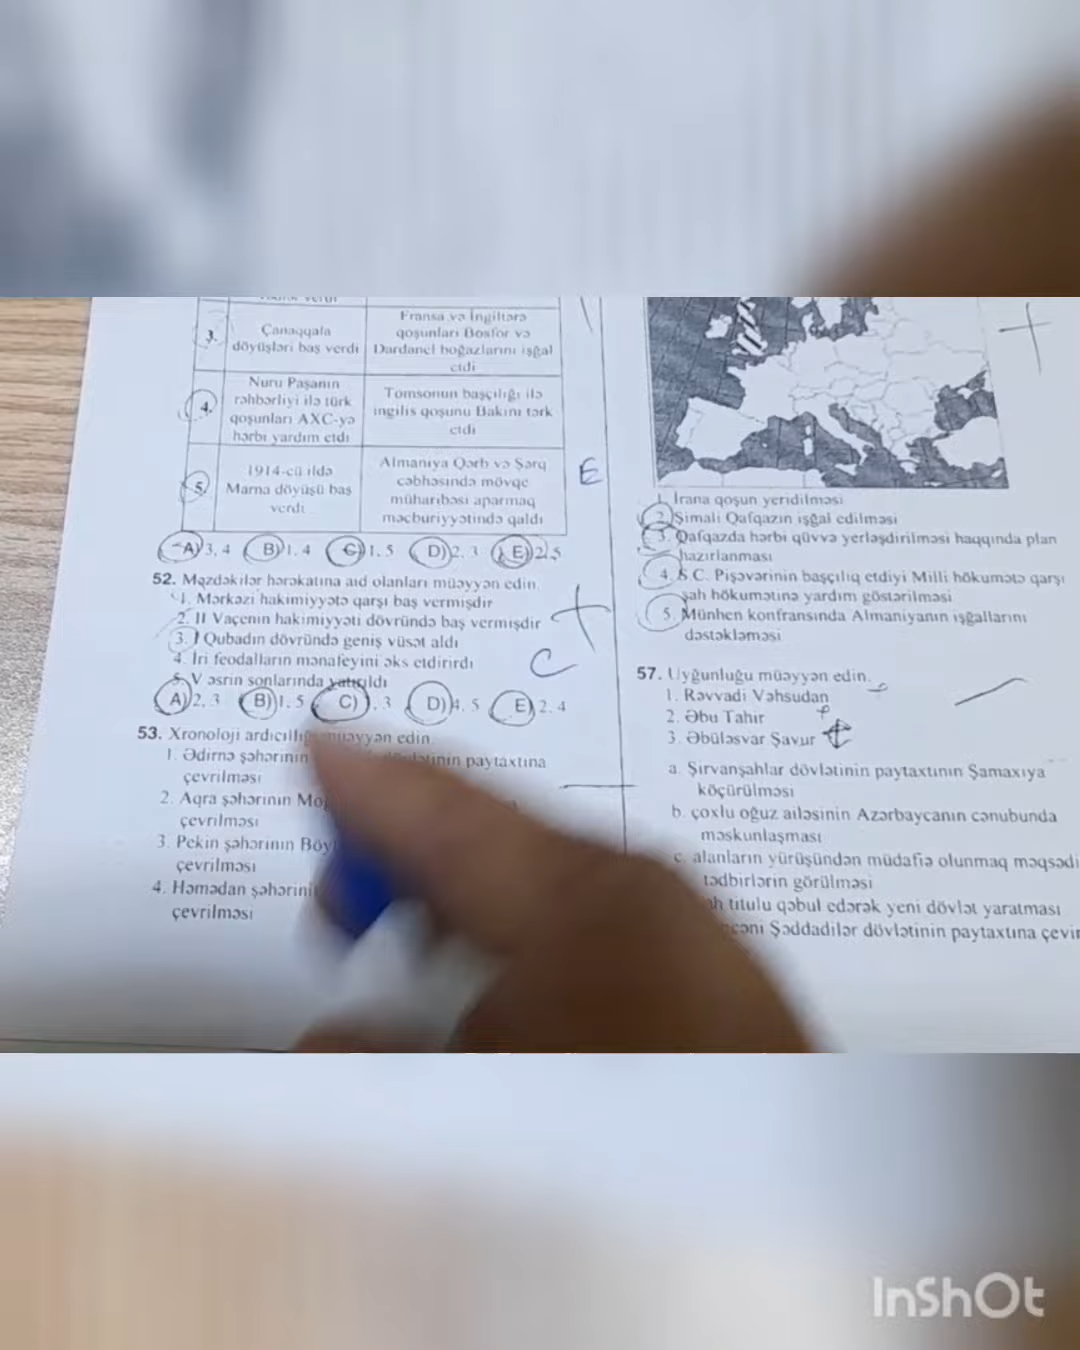 3.
Çanaqqala
döyüşləri baş verdi
Fransa və İngiltərə
qoşunları Bosfor və
Dardanel boğazlarını işğal
etdi
4.
Nuru Paşanın
rəhbərliyi ilə türk
qoşunları AXC-yə
hərbi yardım etdi
Tomsonun başçılığı ilə
ingilis qoşunu Bakını tərk
etdi
5.
1914-cü ildə
Marna döyüşü baş
verdi
Almaniya Qərb və Şərq
cəbhəsində mövqe
müharibəsi aparmaq
məcburiyyətində qaldı
E
A) 3, 4 B) 1, 4 C) 1, 5 D) 2, 3 E) 2, 5
52. Məzdəkilər hərəkatına aid olanları müəyyən edin.
1. Mərkəzi hakimiyyətə qarşı baş vermişdir
2. II Vaçenin hakimiyyəti dövründə baş vermişdir
3. I Qubadın dövründə geniş vüsət aldı
4. İri feodalların mənafeyini əks etdirirdi
5. V əsrin sonlarında yatırıldı
C
A) 2, 3 B) 1, 5 C) , 3 D) 4, 5 E) 2, 4
53. Xronoloji ardıcıllığı müəyyən edin.
1. Ədirnə şəhərinin paytaxtına
çevrilməsi
2. Aqra şəhərinin
çevrilməsi
3. Pekin şəhərinin
çevrilməsi
4. Həmədan
çevrilməsi
1. İrana qoşun yeridilməsi
2. Şimali Qafqazın işğal edilməsi
3. Qafqazda hərbi qüvvə yerləşdirilməsi haqqında plan
hazırlanması
4. S.C. Pişəvərinin başçılıq etdiyi Milli hökumətə qarşı
şah hökumətinə yardım göstərilməsi
5. Münhen konfransında Almaniyanın işğallarını
dəstəkləməsi
57. Uyğunluğu müəyyən edin.
1. Rəvvadi Vəhsudan
2. Əbu Tahir
3. Əbüləsvar Şavur
a. Şirvanşahlar dövlətinin paytaxtının Şamaxıya
köçürülməsi
b. çoxlu oğuz ailəsinin Azərbaycanın cənubunda
məskunlaşması
c. alanların yürüşündən müdafiə olunmaq məqsədi
tədbirlərin görülməsi
titulu qəbul edərək yeni dövlət yaratması
Şəddadilər dövlətinin paytaxtına
InShOt